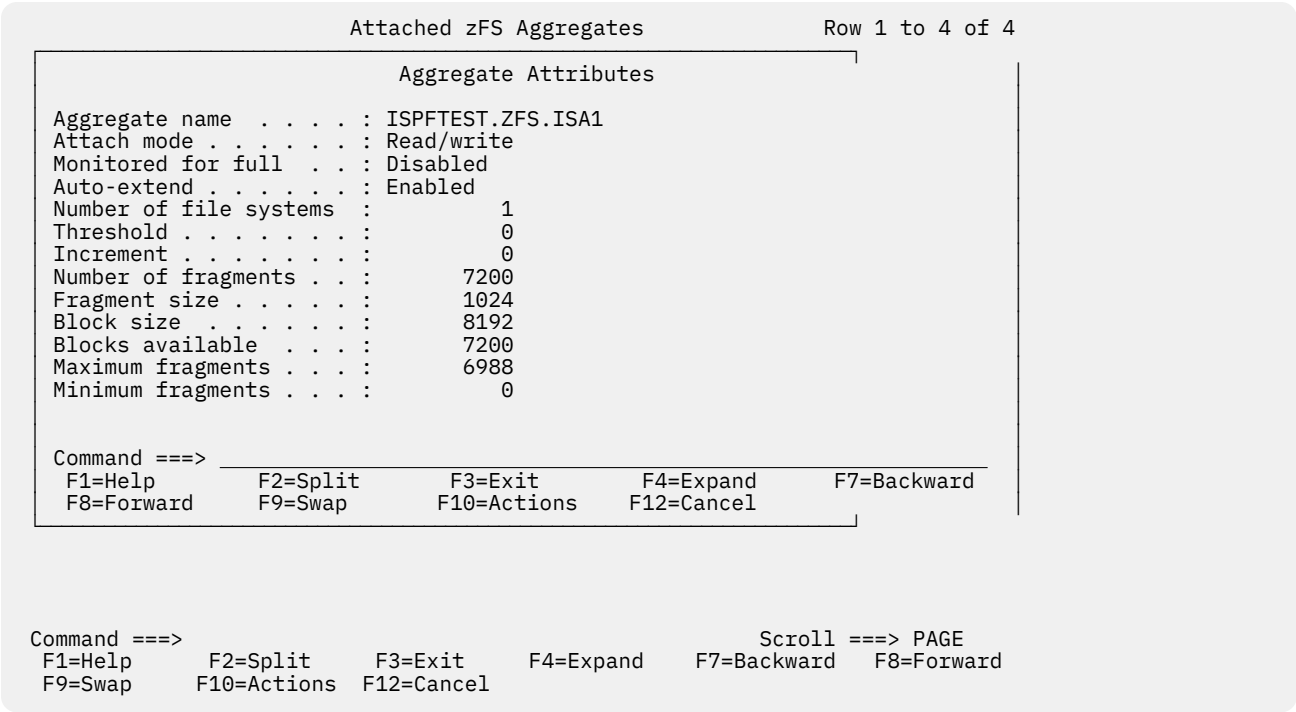 Attached zFS Aggregates                Row 1 to 4 of 4
Aggregate Attributes
Aggregate name  . . . . : ISPFTEST.ZFS.ISA1
Attach mode . . . . . . : Read/write
Monitored for full  . . : Disabled
Auto-extend . . . . . . : Enabled
Number of file systems  :          1
Threshold . . . . . . . :          0
Increment . . . . . . . :          0
Number of fragments . . :       7200
Fragment size . . . . . :       1024
Block size  . . . . . . :       8192
Blocks available  . . . :       7200
Maximum fragments . . . :       6988
Minimum fragments . . . :          0
Command ===> ____________________________________________________________
F1=Help        F2=Split       F3=Exit        F4=Expand      F7=Backward
F8=Forward     F9=Swap       F10=Actions    F12=Cancel
Command ===>                                             Scroll ===> PAGE
F1=Help      F2=Split     F3=Exit     F4=Expand    F7=Backward   F8=Forward
F9=Swap     F10=Actions  F12=Cancel